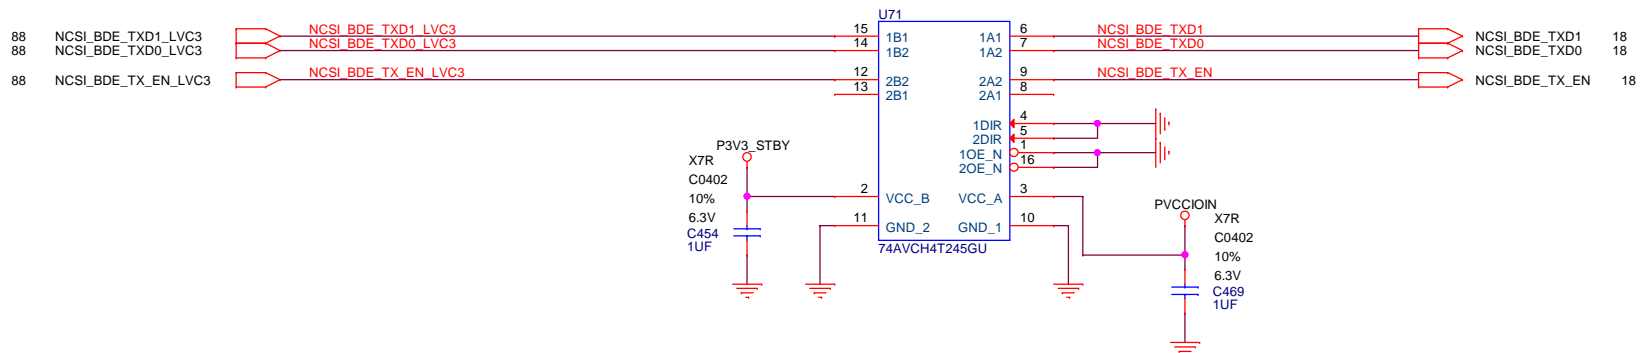 U71
88 NCSI_BDE_TXD1_LVC3 NCSI_BDE_TXD1_LVC3 15 1B1 1A1 6 NCSI_BDE_TXD1 NCSI_BDE_TXD1 18
88 NCSI_BDE_TXD0_LVC3 NCSI_BDE_TXD0_LVC3 14 1B2 1A2 7 NCSI_BDE_TXD0 NCSI_BDE_TXD0 18
88 NCSI_BDE_TX_EN_LVC3 NCSI_BDE_TX_EN_LVC3 12 2B2 2A2 9 NCSI_BDE_TX_EN NCSI_BDE_TX_EN 18
13 2B1 2A1 8
1DIR 4
2DIR 5
1OE_N 1
2OE_N 16
P3V3_STBY
X7R
C0402
10%
6.3V
C454
1UF
2 VCC_B VCC_A 3
11 GND_2 GND_1 10
74AVCH4T245GU
PVCCIOIN
X7R
C0402
10%
6.3V
C469
1UF